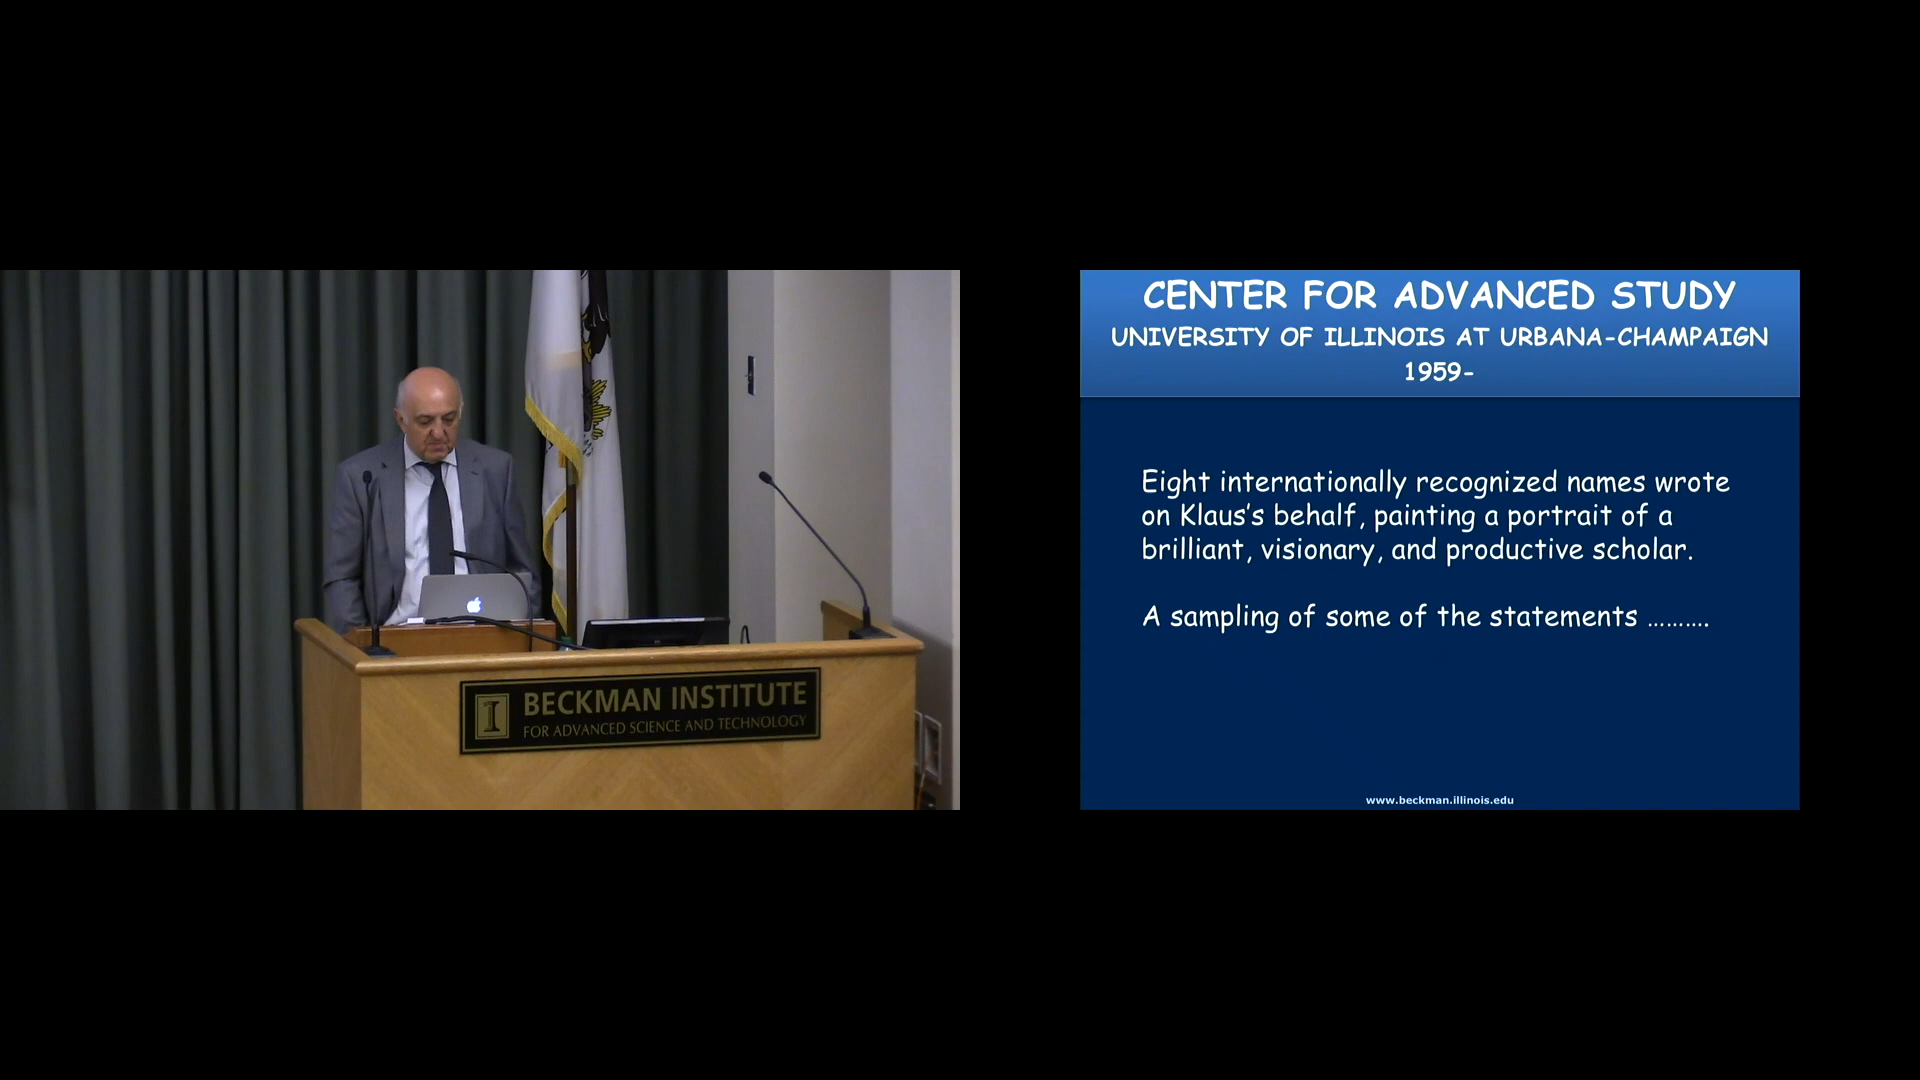 BECKMAN INSTITUTE
FOR ADVANCED SCIENCE AND TECHNOLOGY
CENTER FOR ADVANCED STUDY
UNIVERSITY OF ILLINOIS AT URBANA-CHAMPAIGN
1959-
Eight internationally recognized names wrote
on Klaus’s behalf, painting a portrait of a
brilliant, visionary, and productive scholar.
A sampling of some of the statements ……….
www.beckman.illinois.edu